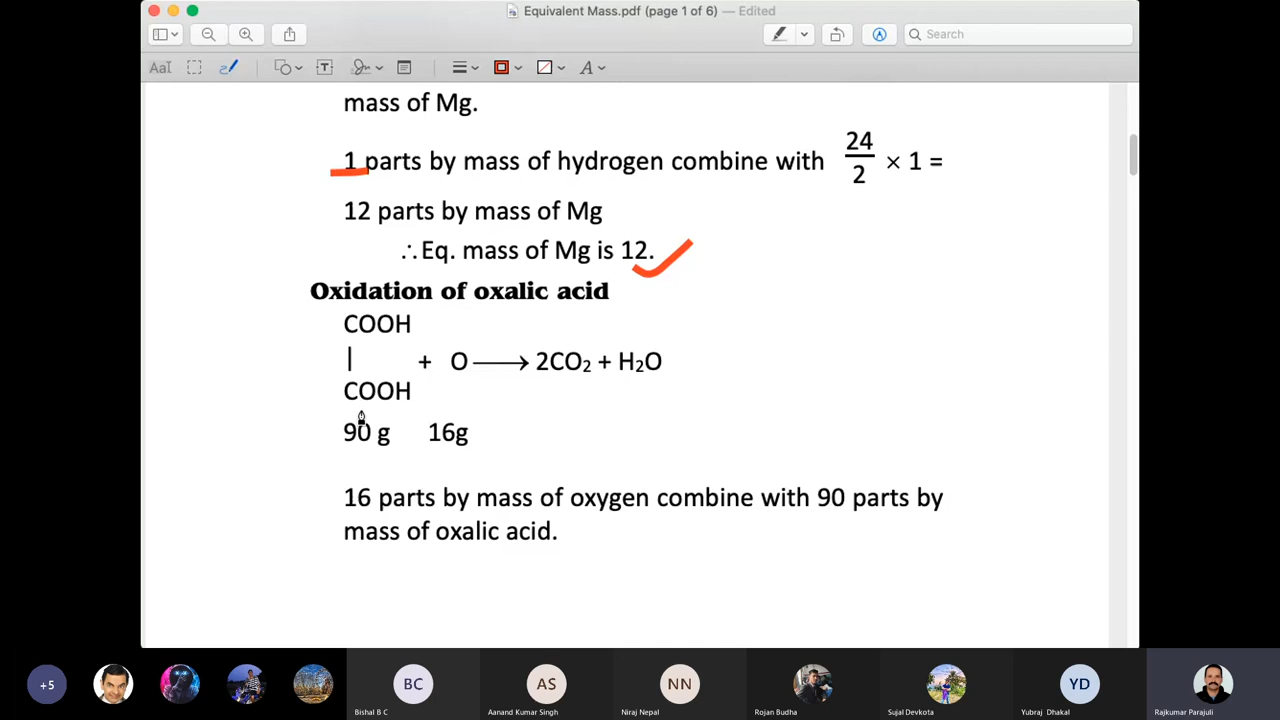 Equivalent Mass.pdf (page 1 of 6) — Edited
Search
AaI
T
A
mass of Mg.
1 parts by mass of hydrogen combine with 24/2 × 1 =
12 parts by mass of Mg
∴ Eq. mass of Mg is 12.
Oxidation of oxalic acid
COOH
| + O ⟶ 2CO₂ + H₂O
COOH
90 g 16g
16 parts by mass of oxygen combine with 90 parts by
mass of oxalic acid.
+5
BC
AS
NN
YD
Bishal B C
Aanand Kumar Singh
Niraj Nepal
Rojan Budha
Sujal Devkota
Yubraj Dhakal
Rajkumar Parajuli